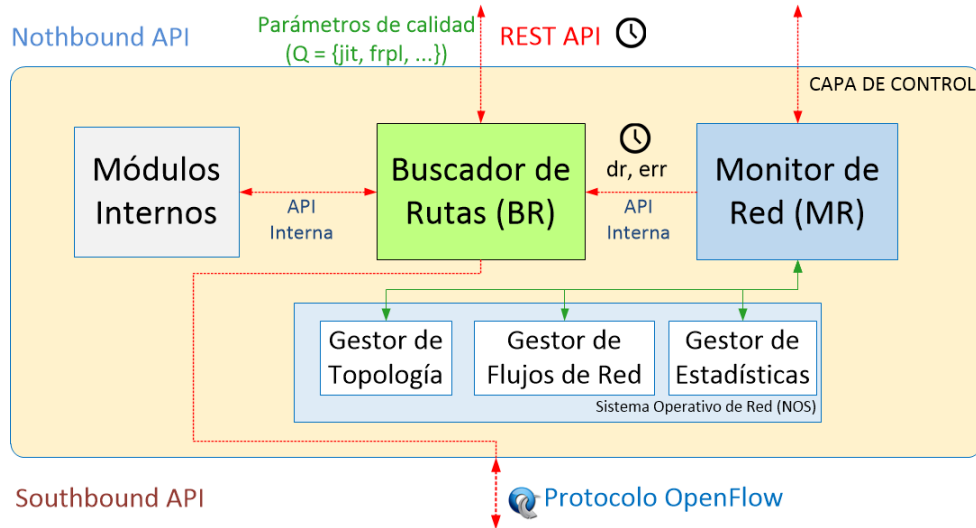 Parámetros de calidad
(Q = {jit, frpl, ...})
Nothbound API
REST API
CAPA DE CONTROL
Módulos
Internos
API
Interna
Buscador de
Rutas (BR)
dr, err
API
Interna
Monitor de
Red (MR)
Gestor de
Topología
Gestor de
Flujos de Red
Gestor de
Estadísticas
Sistema Operativo de Red (NOS)
Southbound API
Protocolo OpenFlow